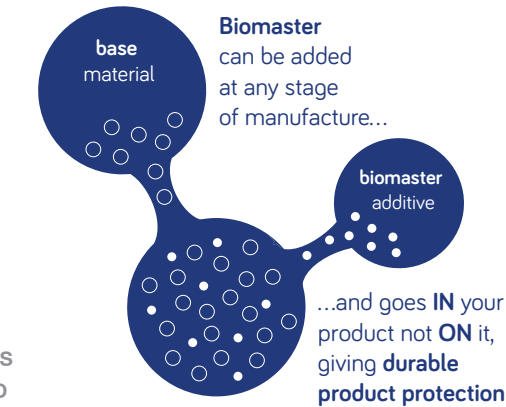 base
material
Biomaster
can be added
at any stage
of manufacture...
biomaster
additive
...and goes IN your
product not ON it,
giving durable
product protection